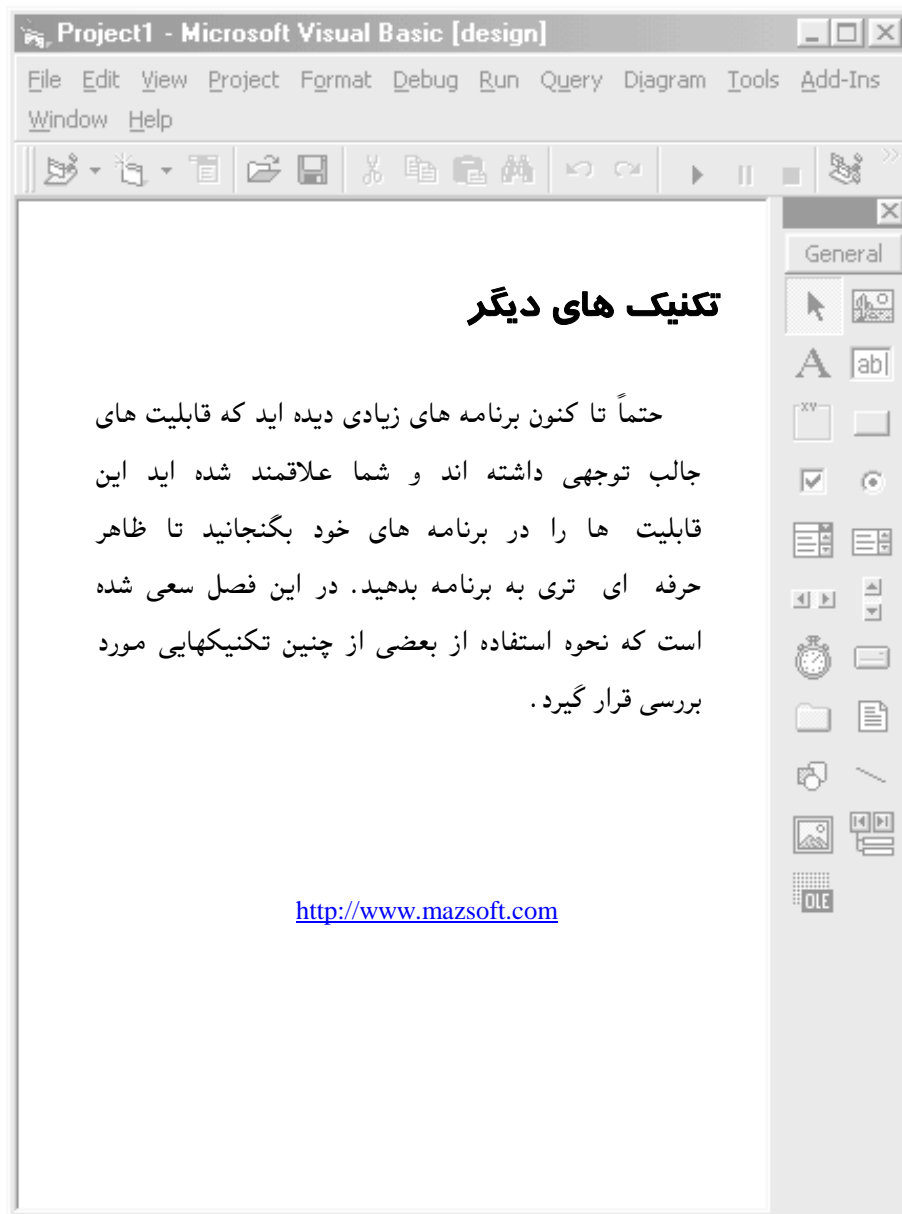 Project1 - Microsoft Visual Basic [design]
File Edit View Project Format Debug Run Query Diagram Tools Add-Ins
Window Help
General
تکنیک های دیگر
A
ab
xy
حتماً تا کنون برنامه های زیادی دیده اید که قابلیت های
جالب توجهی داشته اند و شما علاقمند شده اید این
قابلیت ها را در برنامه های خود بگنجانید تا ظاهر
حرفه ای تری به برنامه بدهید. در این فصل سعی شده
است که نحوه استفاده از بعضی از چنین تکنیکهایی مورد
بررسی قرار گیرد .
http://www.mazsoft.com
OLE